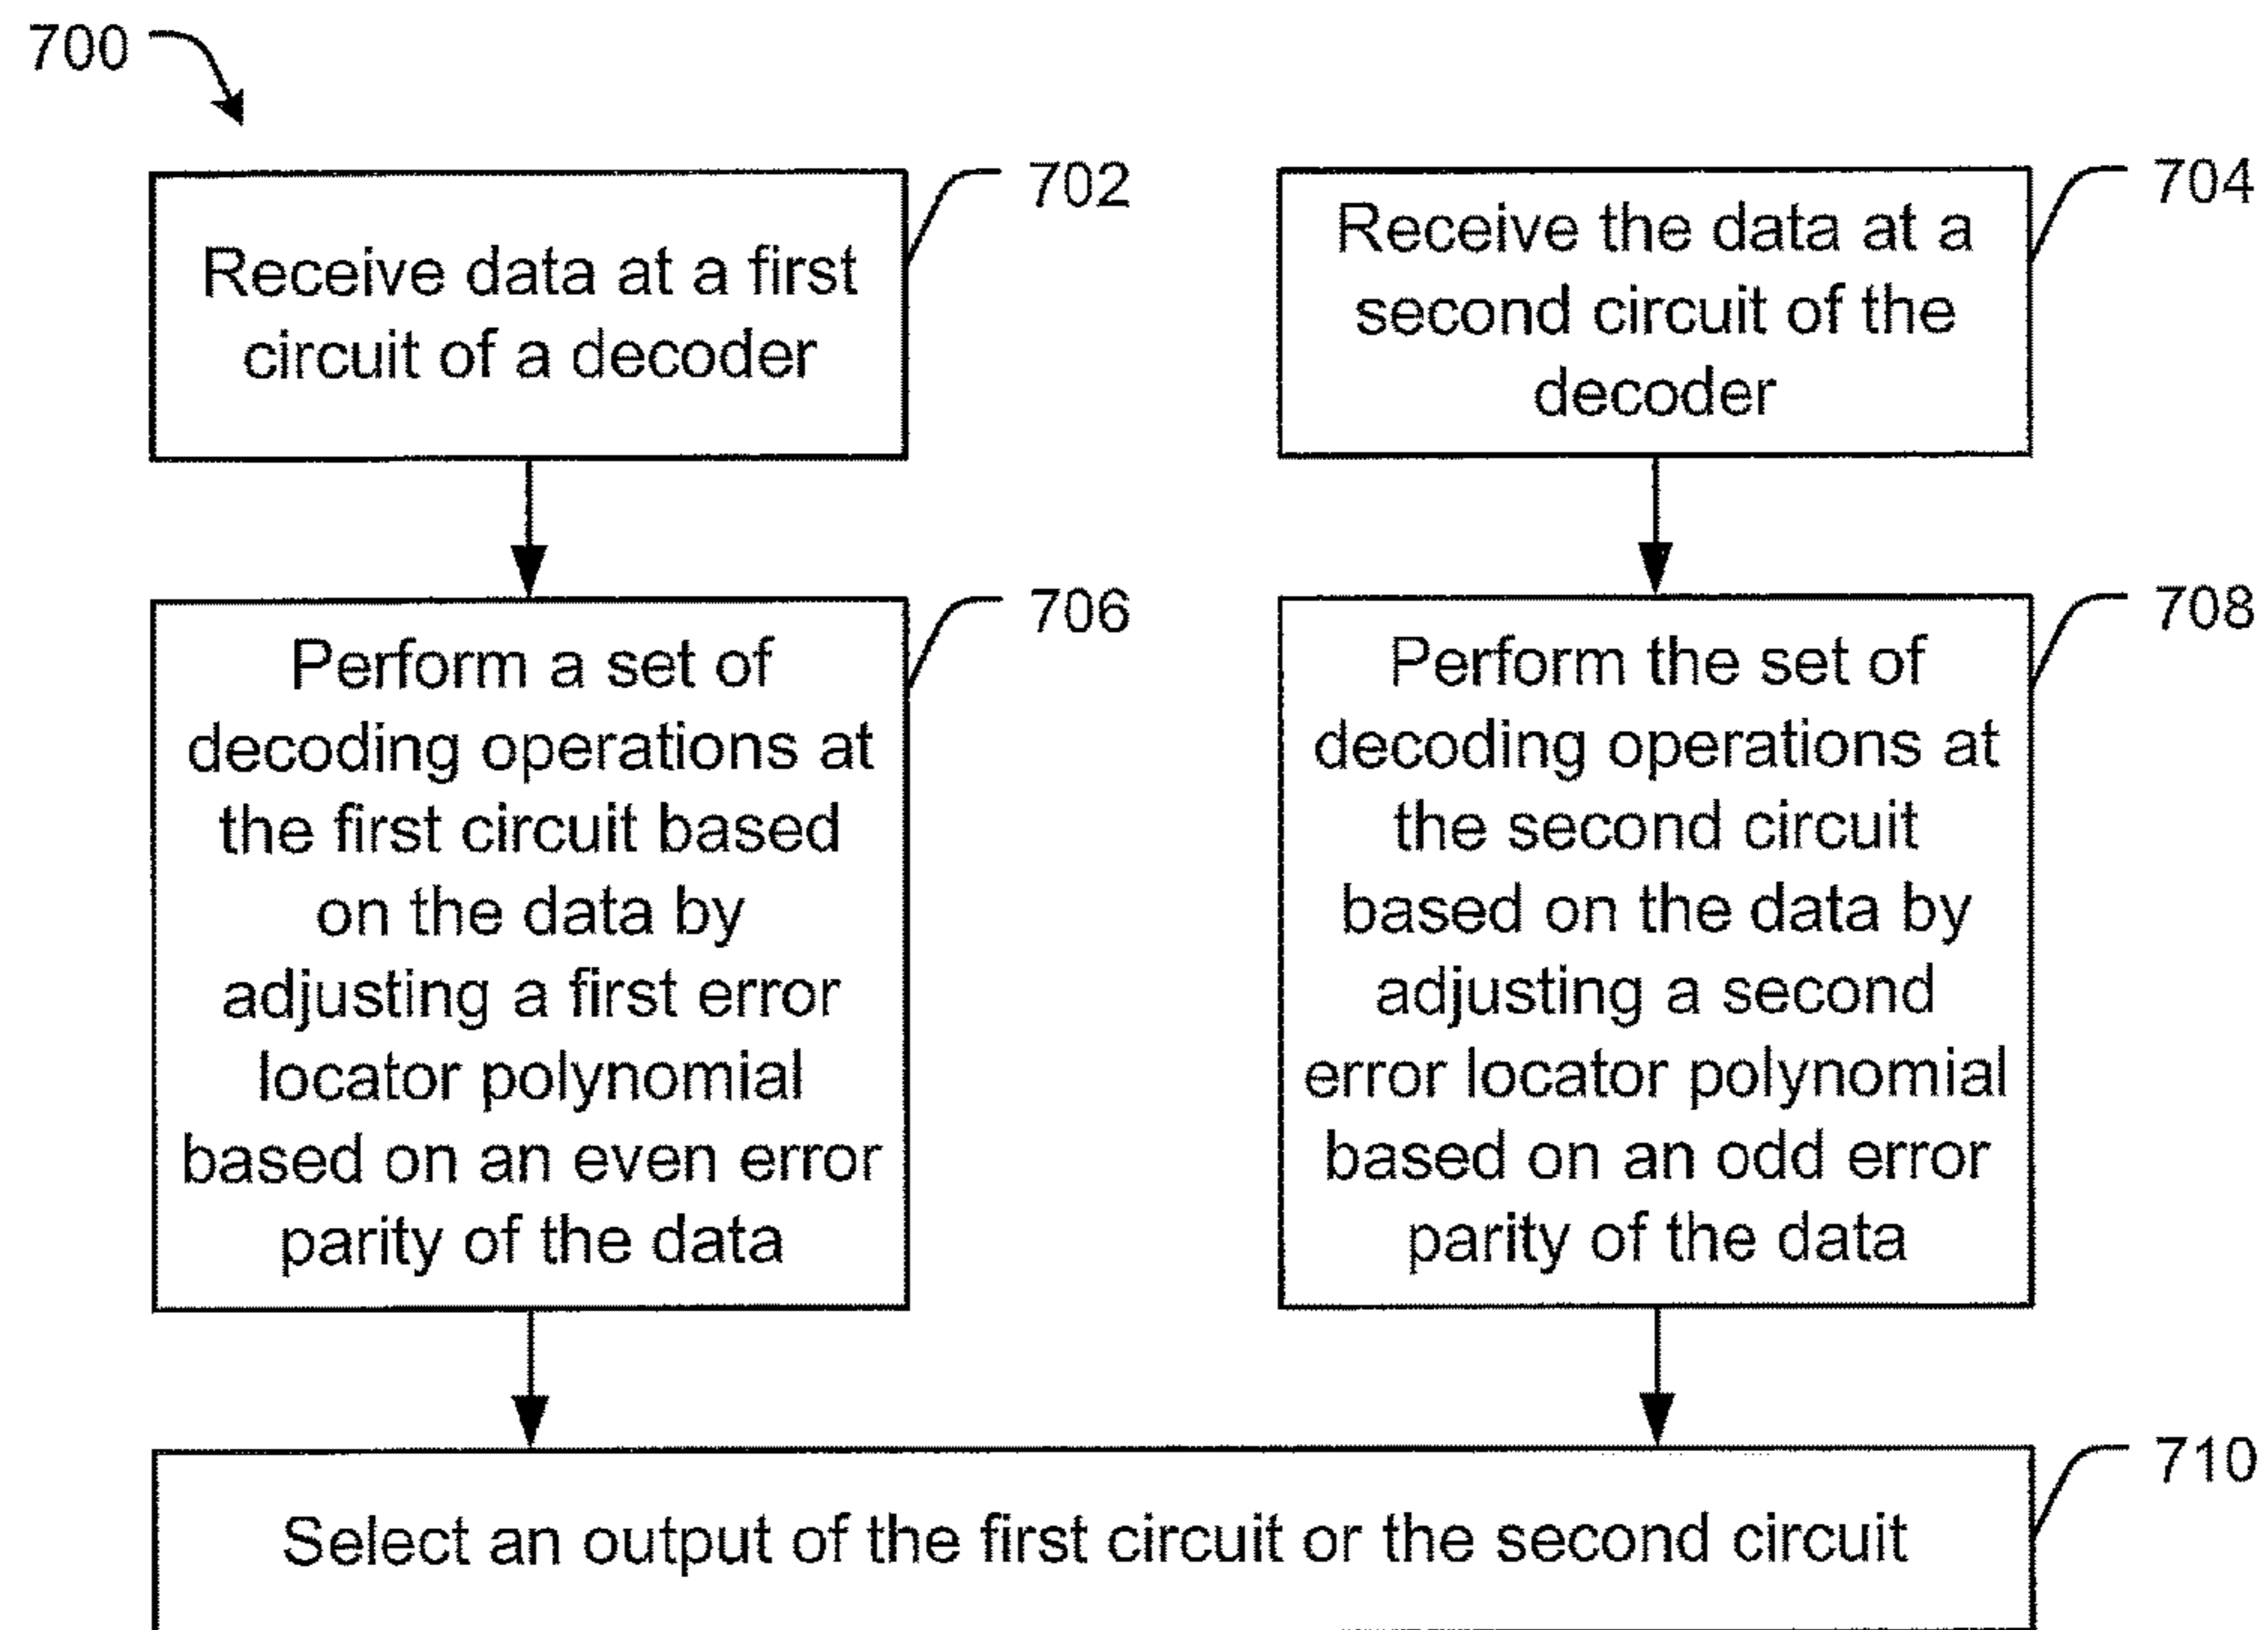 700
702
Receive data at a first
circuit of a decoder
704
Receive the data at a
second circuit of the
decoder
706
Perform a set of
decoding operations at
the first circuit based
on the data by
adjusting a first error
locator polynomial
based on an even error
parity of the data
708
Perform the set of
decoding operations at
the second circuit
based on the data by
adjusting a second
error locator polynomial
based on an odd error
parity of the data
710
Select an output of the first circuit or the second circuit